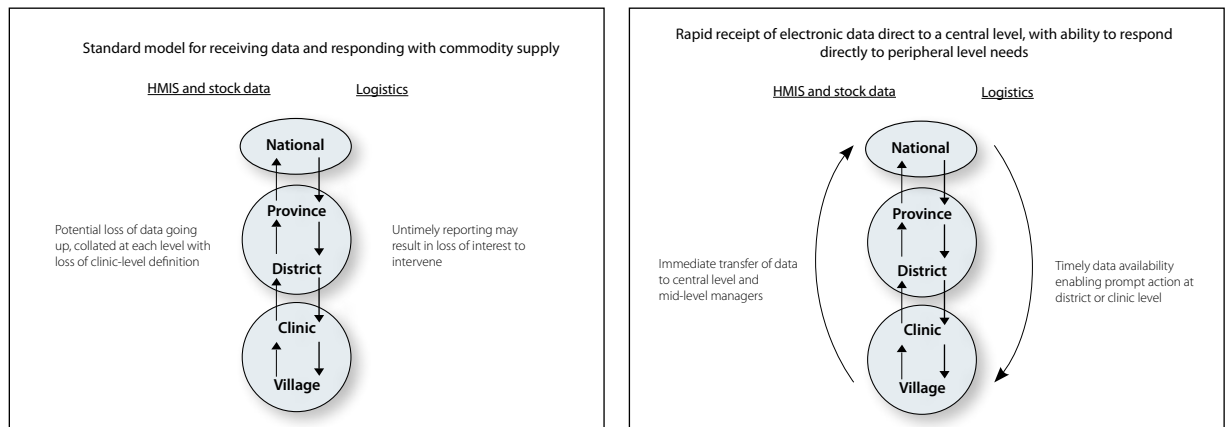 Standard model for receiving data and responding with commodity supply
HMIS and stock data
Logistics
National
Province
District
Clinic
Village
Potential loss of data going
up, collated at each level with
loss of clinic-level definition
Untimely reporting may
result in loss of interest to
intervene
Rapid receipt of electronic data direct to a central level, with ability to respond
directly to peripheral level needs
HMIS and stock data
Logistics
National
Province
District
Clinic
Village
Immediate transfer of data
to central level and
mid-level managers
Timely data availability
enabling prompt action at
district or clinic level